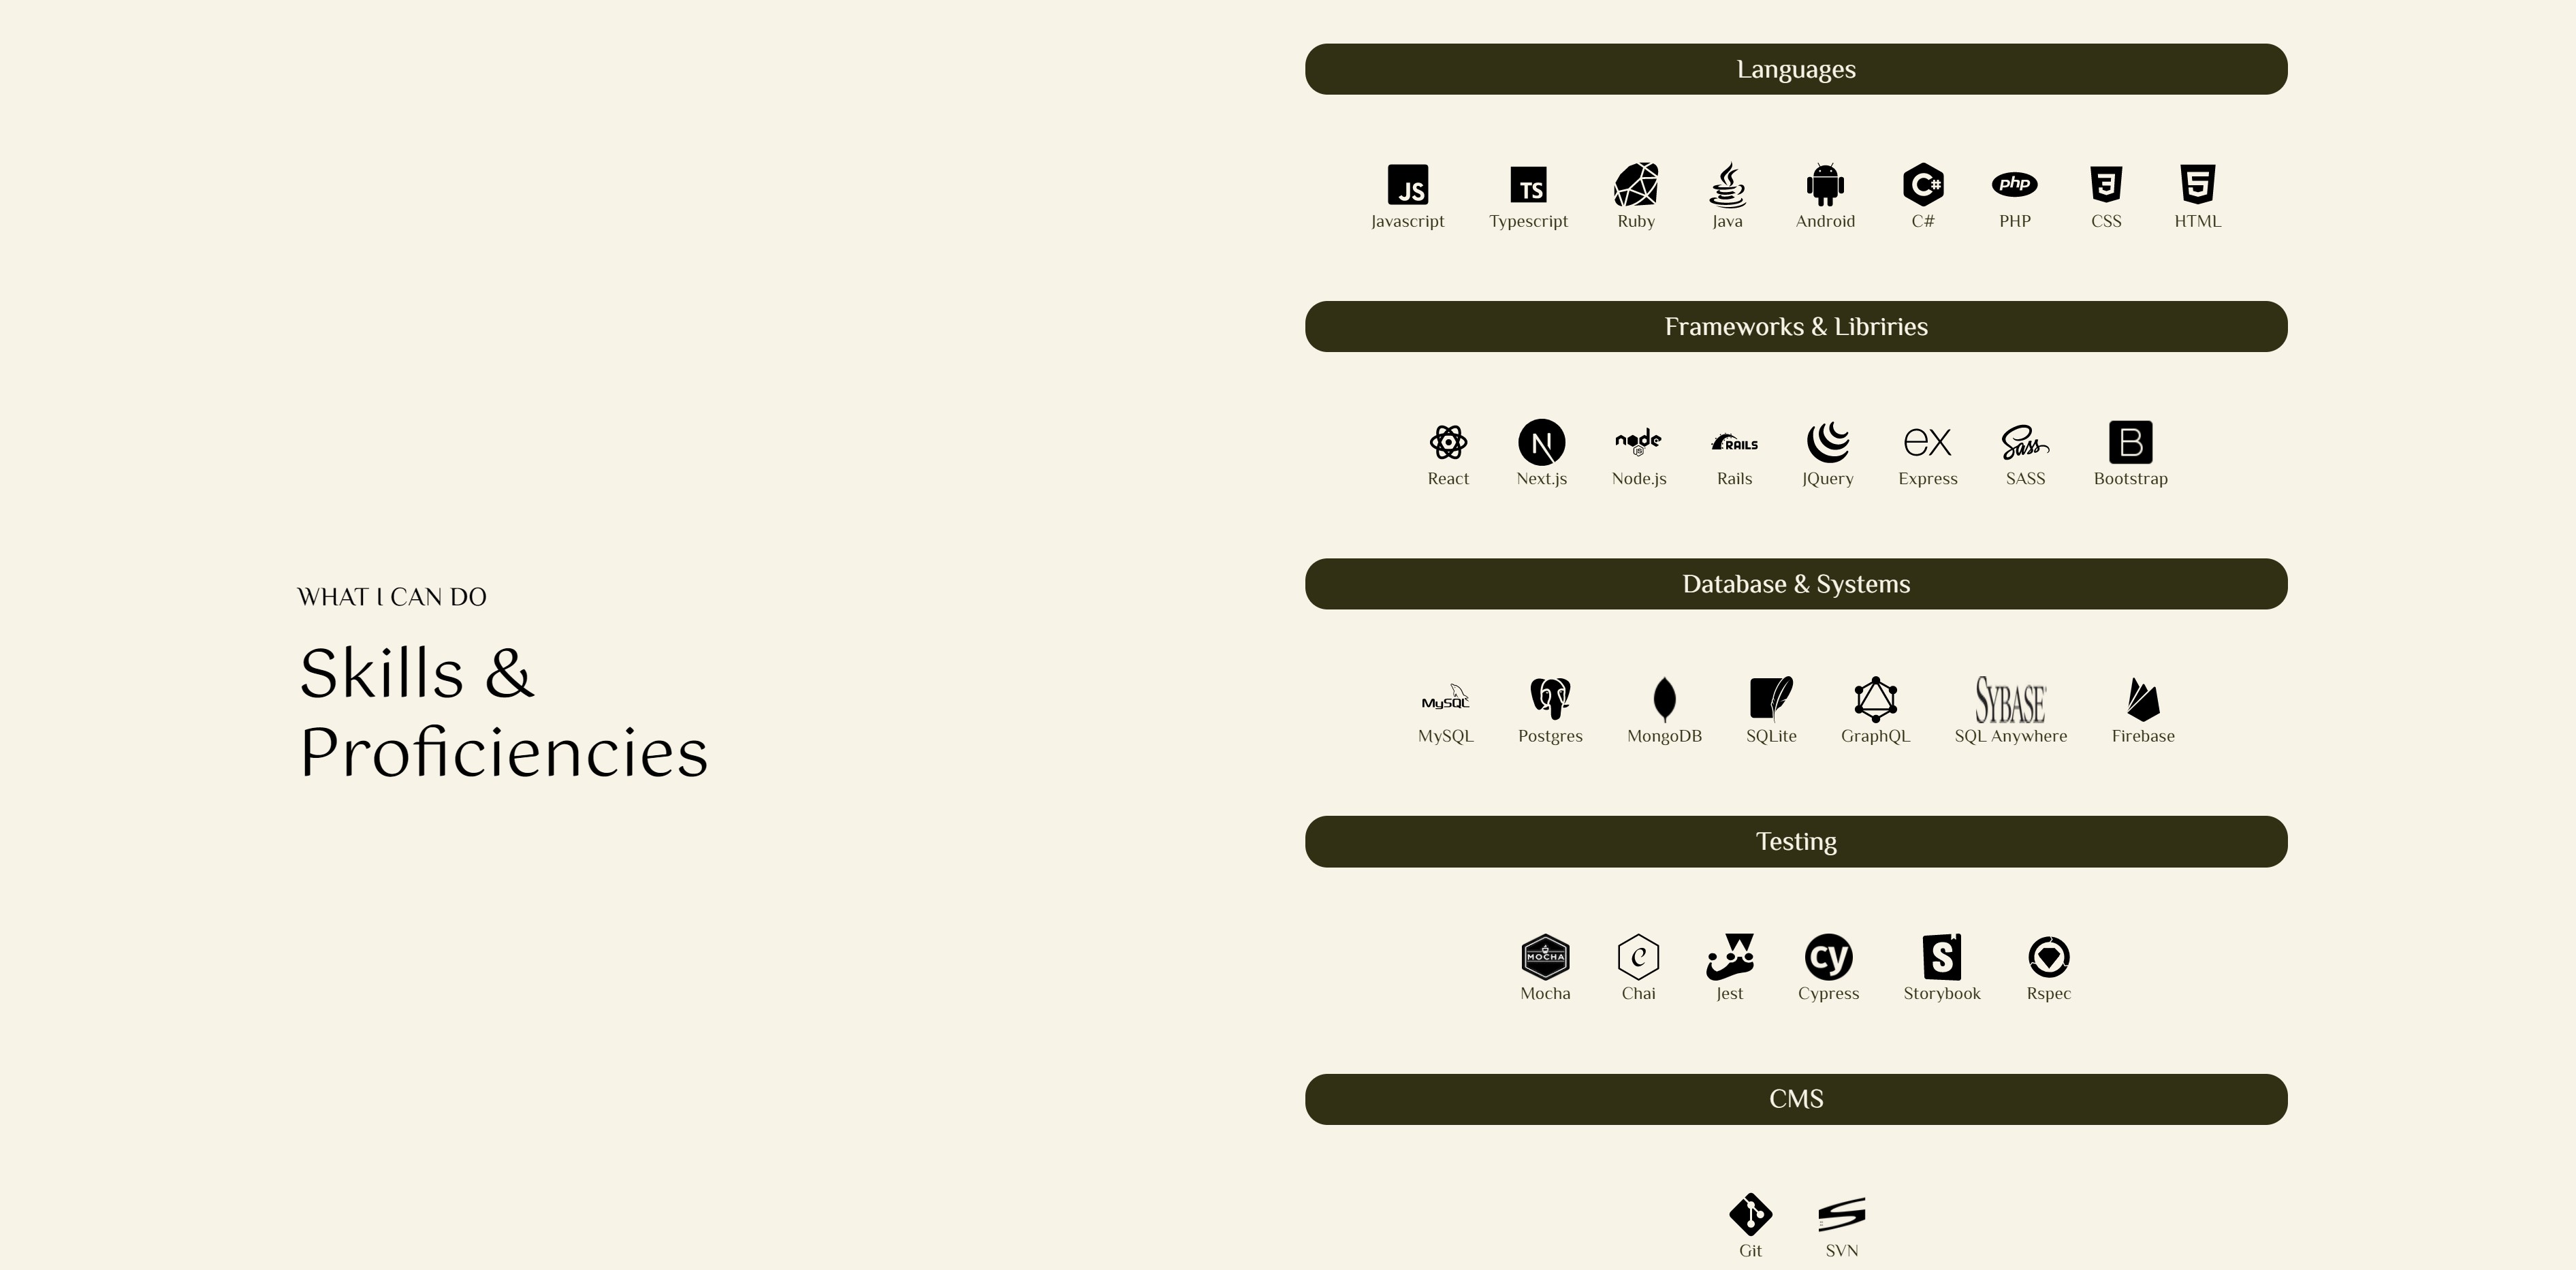 WHAT I CAN DO
Skills &
Proficiencies
Languages
JS TS C# php 3 5
Javascript Typescript Ruby Java Android C# PHP CSS HTML
Frameworks & Libriries
N node JS RAILS ex Sass B
React Next.js Node.js Rails JQuery Express SASS Bootstrap
Database & Systems
MySQL SYBASE
MySQL Postgres MongoDB SQLite GraphQL SQL Anywhere Firebase
Testing
MOCHA C cy S
Mocha Chai Jest Cypress Storybook Rspec
CMS
Git SVN